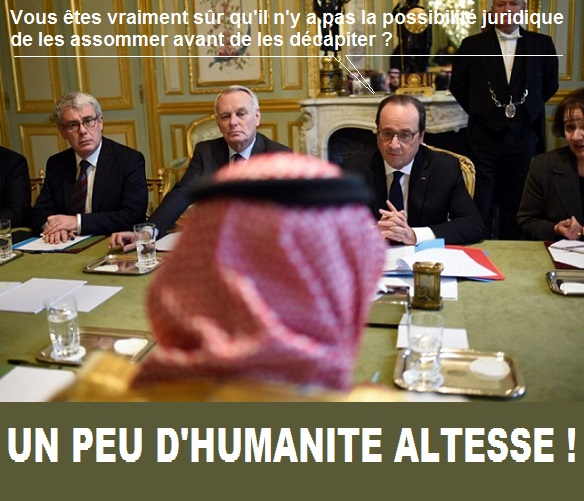 Vous êtes vraiment sûr qu'il n'y a pas la possibilité juridique
de les assommer avant de les décapiter ?
UN PEU D'HUMANITE ALTESSE !